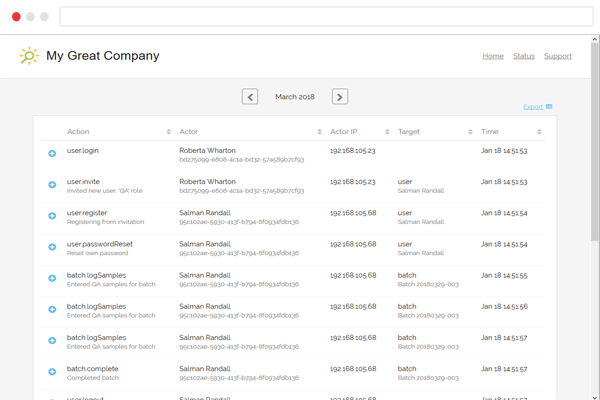 My Great Company
Home Status Support
March 2018
Export
Action Actor Actor IP Target Time
user.login Roberta Wharton 192.168.105.23 Jan 18 14:51:53
bd275099-e808-4c1a-bd32-57a589b7cf93
user.invite Roberta Wharton 192.168.105.23 user Jan 18 14:51:53
Invited new user, 'QA' role bd275099-e808-4c1a-bd32-57a589b7cf93 Salman Randall
user.register Salman Randall 192.168.105.68 user Jan 18 14:51:54
Registering from invitation 95c102ae-5930-413f-b794-8f0934fdb136 Salman Randall
user.passwordReset Salman Randall 192.168.105.68 user Jan 18 14:51:54
Reset own password 95c102ae-5930-413f-b794-8f0934fdb136 Salman Randall
batch.logSamples Salman Randall 192.168.105.68 batch Jan 18 14:51:55
Entered QA samples for batch 95c102ae-5930-413f-b794-8f0934fdb136 Batch 20180329-003
batch.logSamples Salman Randall 192.168.105.68 batch Jan 18 14:51:56
Entered QA samples for batch 95c102ae-5930-413f-b794-8f0934fdb136 Batch 20180329-003
batch.logSamples Salman Randall 192.168.105.68 batch Jan 18 14:51:57
Entered QA samples for batch 95c102ae-5930-413f-b794-8f0934fdb136 Batch 20180329-003
batch.complete Salman Randall 192.168.105.68 batch Jan 18 14:51:57
Completed batch 95c102ae-5930-413f-b794-8f0934fdb136 Batch 20180329-003
user.logout Salman Randall 192.168.105.68 Jan 18 14:51:57